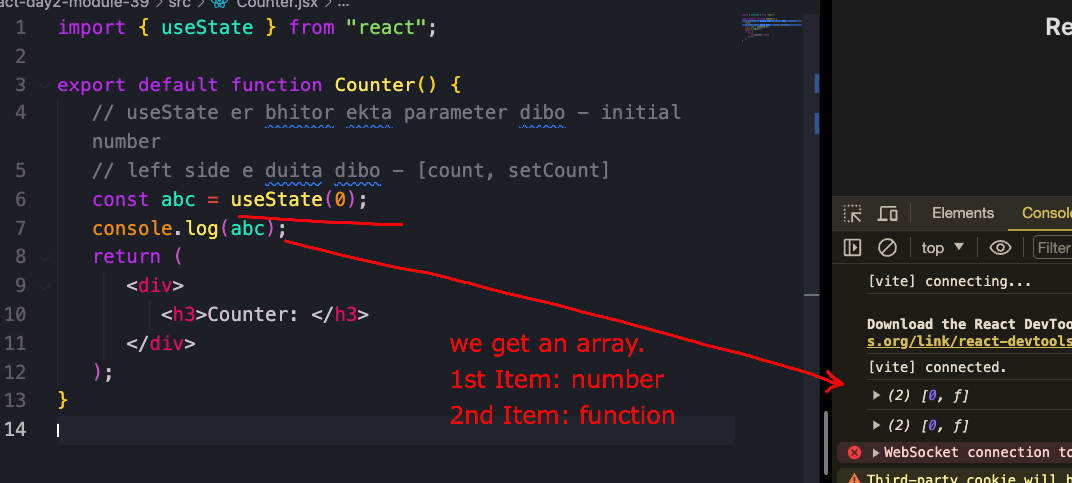 act-day2-module-39 > src > Counter.jsx > ...
1 import { useState } from "react";
2
3 export default function Counter() {
4 // useState er bhitor ekta parameter dibo - initial
number
5 // left side e duita dibo - [count, setCount]
6 const abc = useState(0);
7 console.log(abc);
8 return (
9 <div>
10 <h3>Counter: </h3>
11 </div>
12 );
13 }
14
we get an array.
1st Item: number
2nd Item: function
Re
Elements Console
top Filter
[vite] connecting...
Download the React DevToo
s.org/link/react-devtools
[vite] connected.
(2) [0, ƒ]
(2) [0, ƒ]
WebSocket connection to
Third-party cookie will b